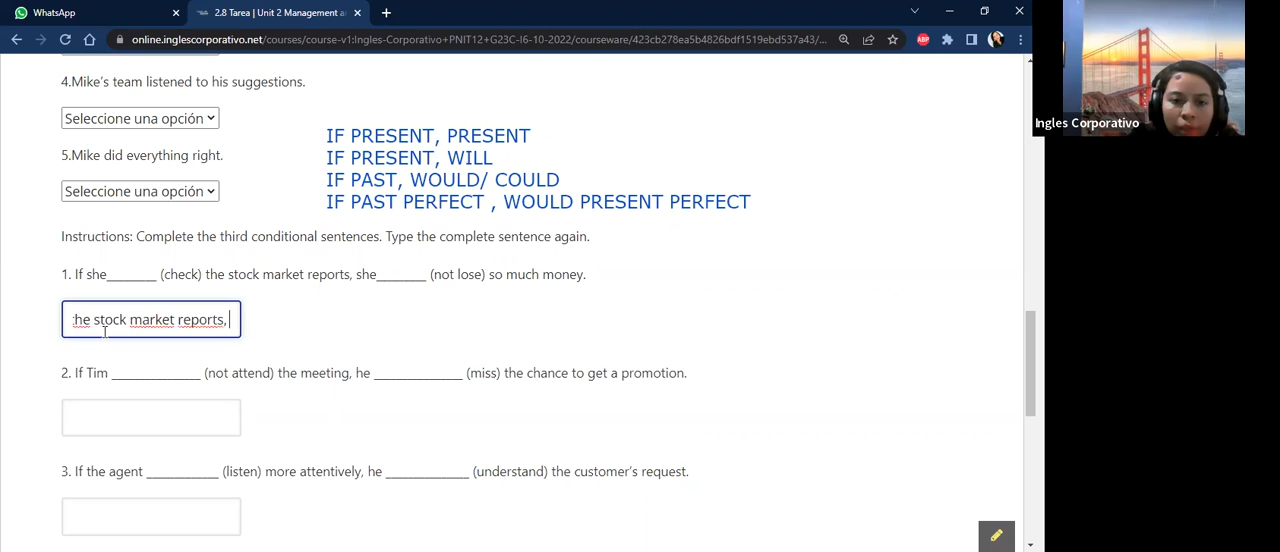 WhatsApp
2.8 Tarea | Unit 2 Management a
online.inglescorporativo.net/courses/course-v1:Ingles-Corporativo+PNIT12+G23C-I6-10-2022/courseware/423cb278ea5b4826bdf1519ebd537a43/...
ABP
Ingles Corporativo
4.Mike's team listened to his suggestions.
Seleccione una opción
5.Mike did everything right.
Seleccione una opción
IF PRESENT, PRESENT
IF PRESENT, WILL
IF PAST, WOULD/ COULD
IF PAST PERFECT , WOULD PRESENT PERFECT
Instructions: Complete the third conditional sentences. Type the complete sentence again.
1. If she________ (check) the stock market reports, she________ (not lose) so much money.
the stock market reports,
2. If Tim ______________ (not attend) the meeting, he ______________ (miss) the chance to get a promotion.
3. If the agent ___________ (listen) more attentively, he _____________ (understand) the customer's request.